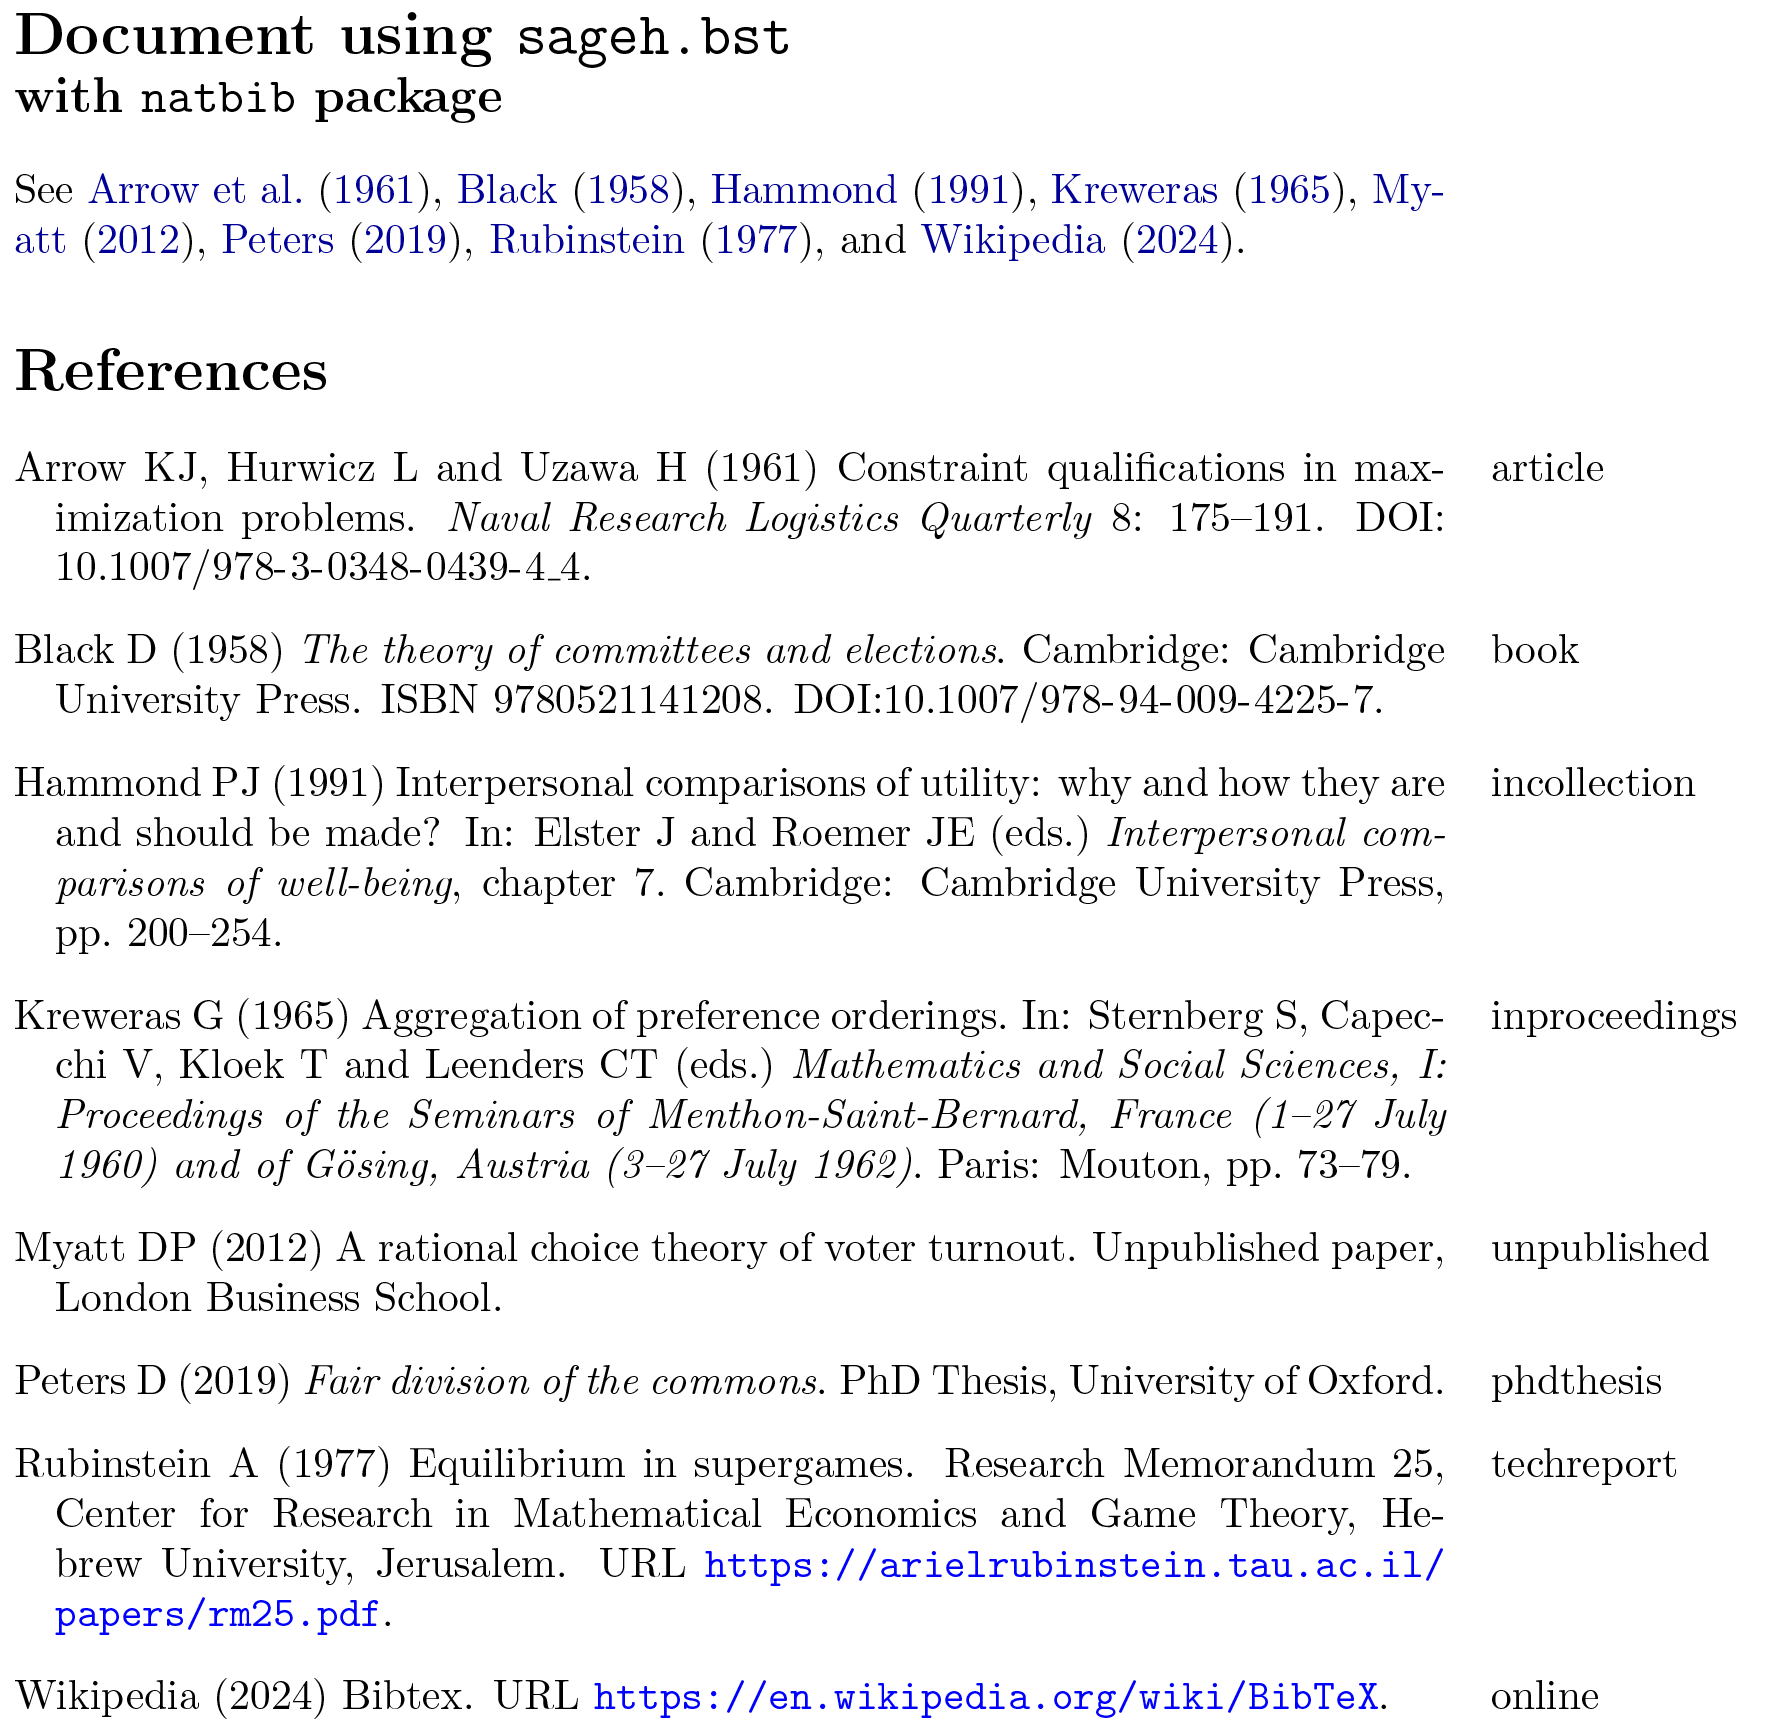 Document using sageh.bst
with natbib package
See Arrow et al. (1961), Black (1958), Hammond (1991), Kreweras (1965), My-
att (2012), Peters (2019), Rubinstein (1977), and Wikipedia (2024).
References
Arrow KJ, Hurwicz L and Uzawa H (1961) Constraint qualifications in max- article
imization problems. Naval Research Logistics Quarterly 8: 175–191. DOI:
10.1007/978-3-0348-0439-4_4.
Black D (1958) The theory of committees and elections. Cambridge: Cambridge book
University Press. ISBN 9780521141208. DOI:10.1007/978-94-009-4225-7.
Hammond PJ (1991) Interpersonal comparisons of utility: why and how they are incollection
and should be made? In: Elster J and Roemer JE (eds.) Interpersonal com-
parisons of well-being, chapter 7. Cambridge: Cambridge University Press,
pp. 200–254.
Kreweras G (1965) Aggregation of preference orderings. In: Sternberg S, Capec- inproceedings
chi V, Kloek T and Leenders CT (eds.) Mathematics and Social Sciences, I:
Proceedings of the Seminars of Menthon-Saint-Bernard, France (1–27 July
1960) and of Gösing, Austria (3–27 July 1962). Paris: Mouton, pp. 73–79.
Myatt DP (2012) A rational choice theory of voter turnout. Unpublished paper, unpublished
London Business School.
Peters D (2019) Fair division of the commons. PhD Thesis, University of Oxford. phdthesis
Rubinstein A (1977) Equilibrium in supergames. Research Memorandum 25, techreport
Center for Research in Mathematical Economics and Game Theory, He-
brew University, Jerusalem. URL https://arielrubinstein.tau.ac.il/
papers/rm25.pdf.
Wikipedia (2024) Bibtex. URL https://en.wikipedia.org/wiki/BibTeX. online